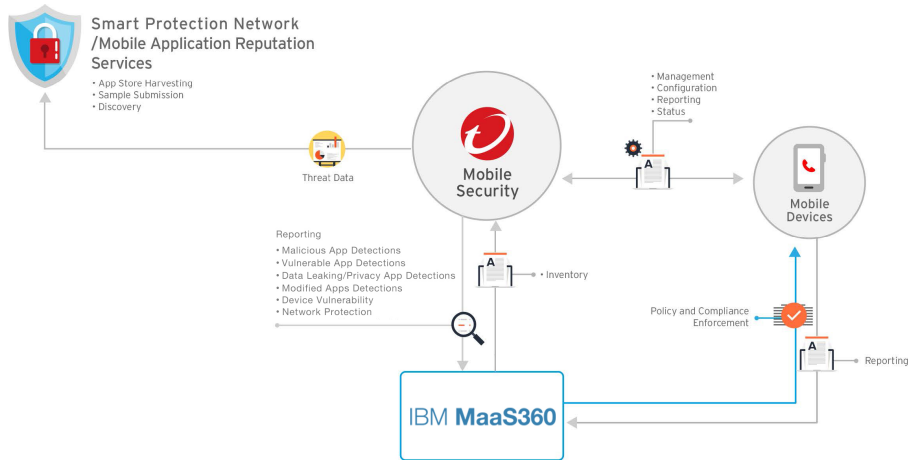 Smart Protection Network
/Mobile Application Reputation
Services
• App Store Harvesting
• Sample Submission
• Discovery
Threat Data
Mobile
Security
• Management
• Configuration
• Reporting
• Status
A
Mobile
Devices
Reporting
• Malicious App Detections
• Vulnerable App Detections
• Data Leaking/Privacy App Detections
• Modified Apps Detections
• Device Vulnerability
• Network Protection
A
• Inventory
Policy and Compliance
Enforcement
A
Reporting
IBM MaaS360